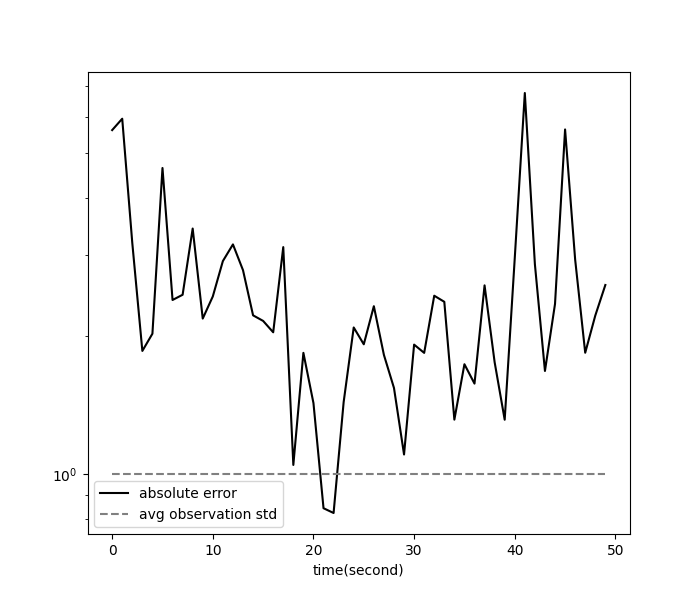 10⁰
absolute error
avg observation std
0 10 20 30 40 50
time(second)